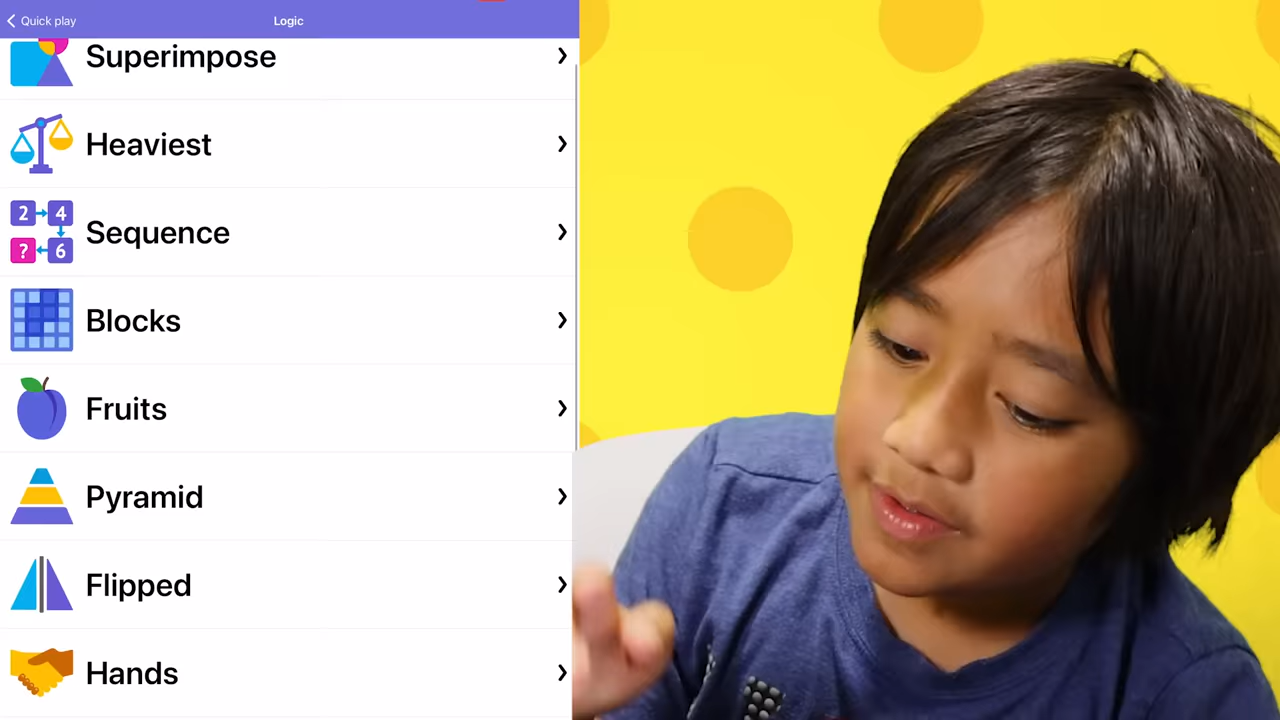 Quick play
Logic
Superimpose
Heaviest
2 4
Sequence
? 6
Blocks
Fruits
Pyramid
Flipped
Hands